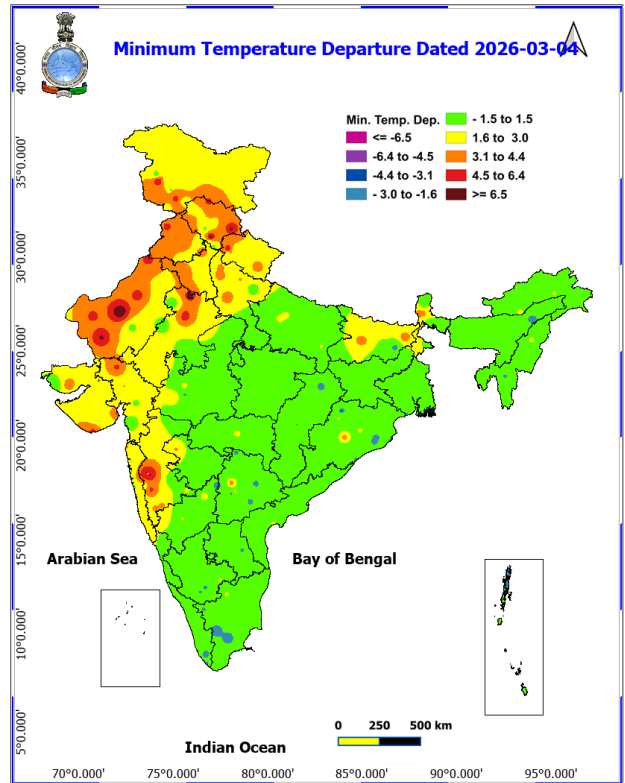 Minimum Temperature Departure Dated 2026-03-04
Min. Temp. Dep.
<= -6.5
-6.4 to -4.5
-4.4 to -3.1
- 3.0 to -1.6
- 1.5 to 1.5
1.6 to 3.0
3.1 to 4.4
4.5 to 6.4
>= 6.5
40°0.000'
35°0.000'
30°0.000'
25°0.000'
20°0.000'
15°0.000'
10°0.000'
5°0.000'
Arabian Sea
Bay of Bengal
Indian Ocean
0 250 500 km
70°0.000' 75°0.000' 80°0.000' 85°0.000' 90°0.000' 95°0.000'